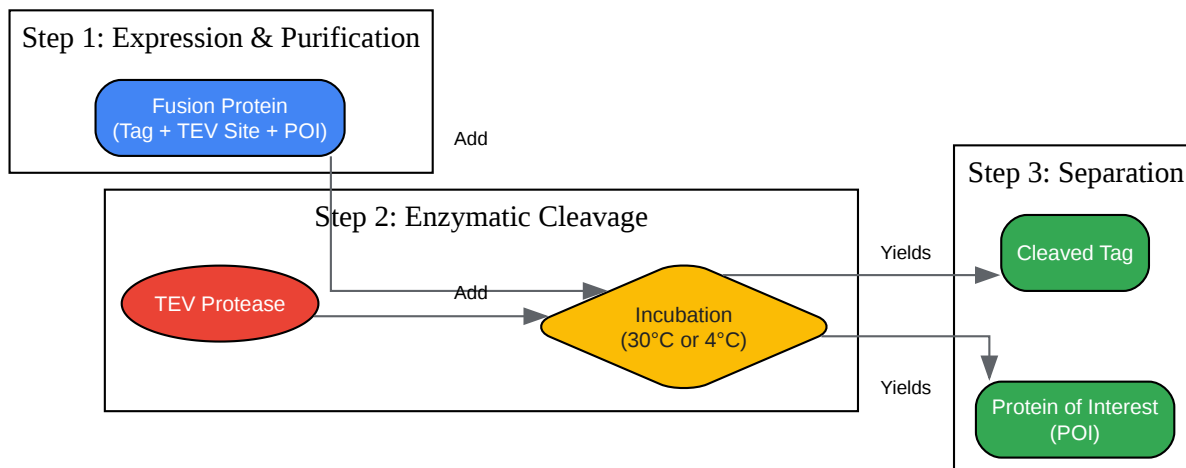 Step 1: Expression & Purification
Fusion Protein
(Tag + TEV Site + POI)
Add
Step 2: Enzymatic Cleavage
TEV Protease
Add
Incubation
(30°C or 4°C)
Yields
Yields
Step 3: Separation
Cleaved Tag
Protein of Interest
(POI)